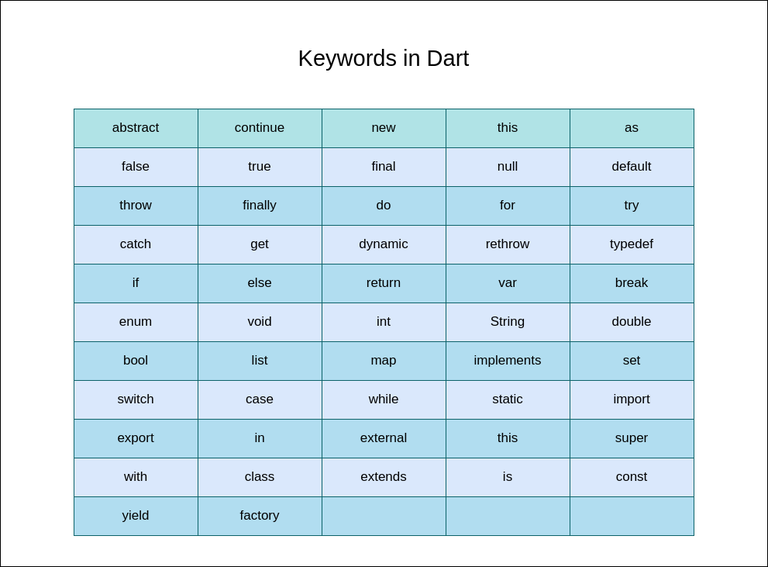 Keywords in Dart
abstract continue new this as
false true final null default
throw finally do for try
catch get dynamic rethrow typedef
if else return var break
enum void int String double
bool list map implements set
switch case while static import
export in external this super
with class extends is const
yield factory